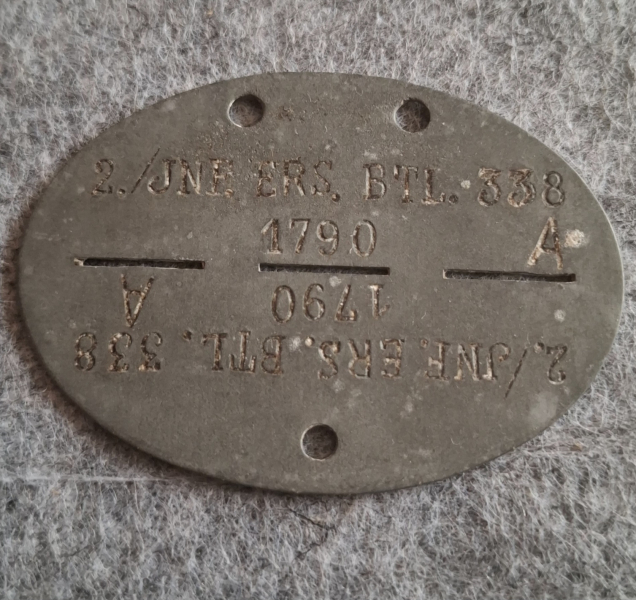 2./JNF. ERS. BTL. 338
1790
A
A
1790
2./JNF. ERS. BTL. 338